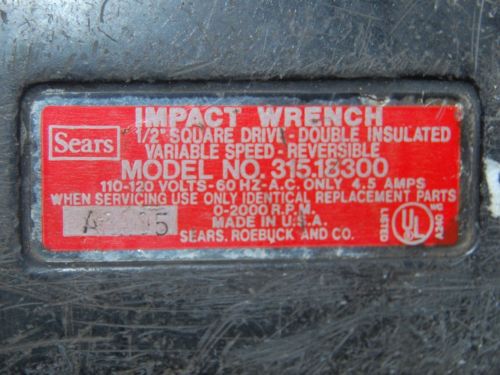 IMPACT WRENCH
Sears
1/2" SQUARE DRIVE - DOUBLE INSULATED
VARIABLE SPEED - REVERSIBLE
MODEL NO. 315.18300
110-120 VOLTS - 60 HZ - A.C. ONLY 4.5 AMPS
WHEN SERVICING USE ONLY IDENTICAL REPLACEMENT PARTS
0-2000 R.P.M.
MADE IN U.S.A.
SEARS, ROEBUCK AND CO.
UL
LISTED